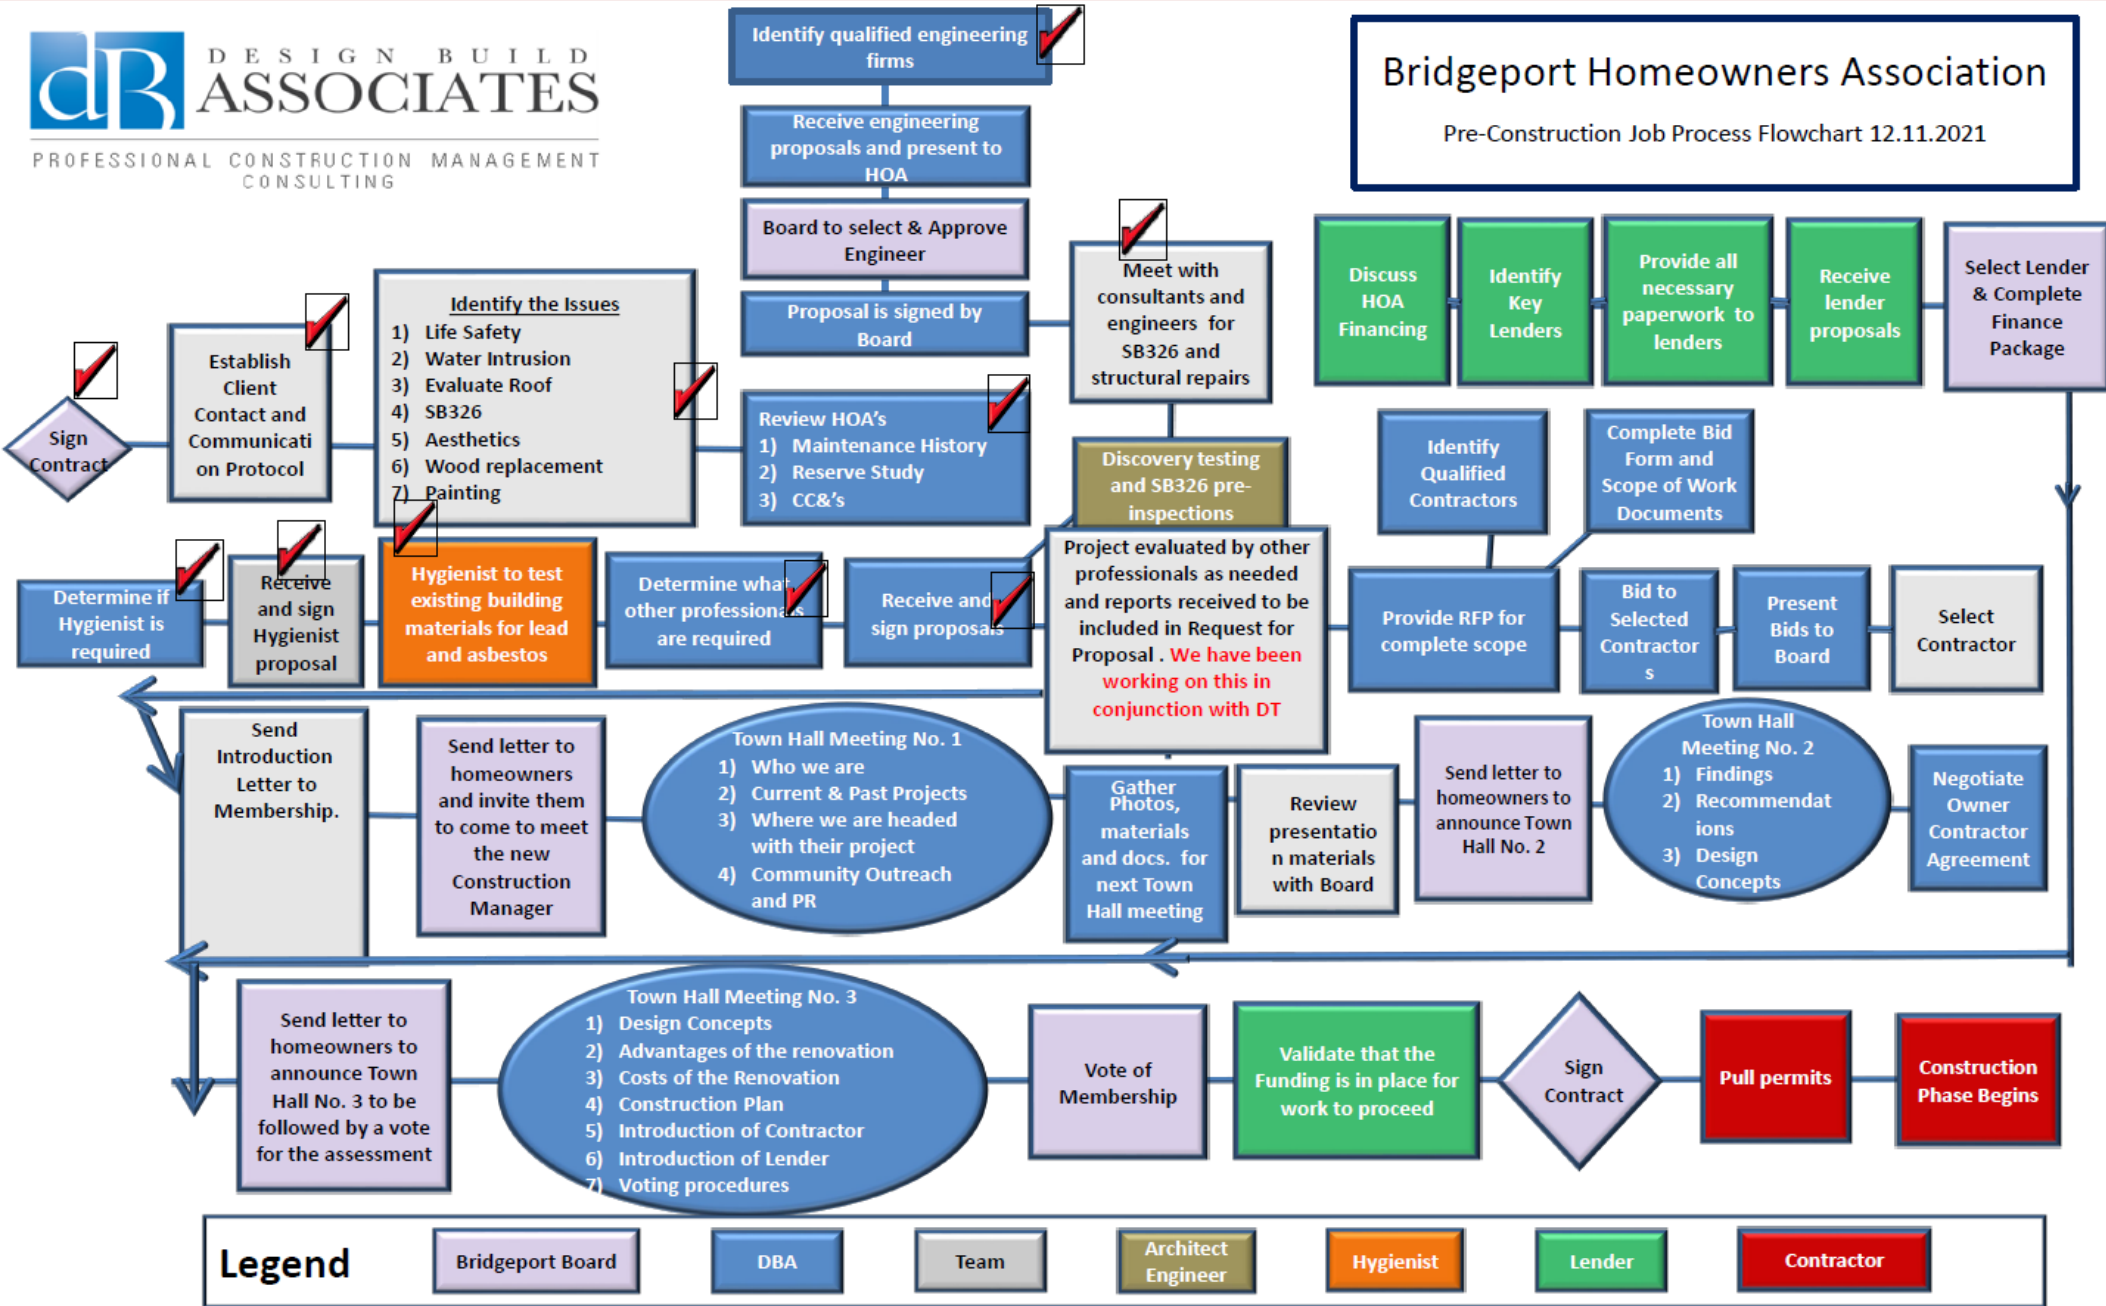 dB
DESIGN BUILD
ASSOCIATES
PROFESSIONAL CONSTRUCTION MANAGEMENT
CONSULTING
Bridgeport Homeowners Association
Pre-Construction Job Process Flowchart 12.11.2021
Identify qualified engineering
firms
Receive engineering
proposals and present to
HOA
Board to select & Approve
Engineer
Proposal is signed by
Board
Meet with
consultants and
engineers for
SB326 and
structural repairs
Discuss
HOA
Financing
Identify
Key
Lenders
Provide all
necessary
paperwork to
lenders
Receive
lender
proposals
Select Lender
& Complete
Finance
Package
Sign
Contract
Establish
Client
Contact and
Communicati
on Protocol
Identify the Issues
1) Life Safety
2) Water Intrusion
3) Evaluate Roof
4) SB326
5) Aesthetics
6) Wood replacement
7) Painting
Review HOA's
1) Maintenance History
2) Reserve Study
3) CC&'s
Discovery testing
and SB326 pre-
inspections
Identify
Qualified
Contractors
Complete Bid
Form and
Scope of Work
Documents
Determine if
Hygienist is
required
Receive
and sign
Hygienist
proposal
Hygienist to test
existing building
materials for lead
and asbestos
Determine what
other professionals
are required
Receive and
sign proposals
Project evaluated by other
professionals as needed
and reports received to be
included in Request for
Proposal . We have been
working on this in
conjunction with DT
Provide RFP for
complete scope
Bid to
Selected
Contractor
s
Present
Bids to
Board
Select
Contractor
Send
Introduction
Letter to
Membership.
Send letter to
homeowners
and invite them
to come to meet
the new
Construction
Manager
Town Hall Meeting No. 1
1) Who we are
2) Current & Past Projects
3) Where we are headed
with their project
4) Community Outreach
and PR
Gather
Photos,
materials
and docs. for
next Town
Hall meeting
Review
presentatio
n materials
with Board
Send letter to
homeowners to
announce Town
Hall No. 2
Town Hall
Meeting No. 2
1) Findings
2) Recommendat
ions
3) Design
Concepts
Negotiate
Owner
Contractor
Agreement
Send letter to
homeowners to
announce Town
Hall No. 3 to be
followed by a vote
for the assessment
Town Hall Meeting No. 3
1) Design Concepts
2) Advantages of the renovation
3) Costs of the Renovation
4) Construction Plan
5) Introduction of Contractor
6) Introduction of Lender
7) Voting procedures
Vote of
Membership
Validate that the
Funding is in place for
work to proceed
Sign
Contract
Pull permits
Construction
Phase Begins
Legend
Bridgeport Board
DBA
Team
Architect
Engineer
Hygienist
Lender
Contractor